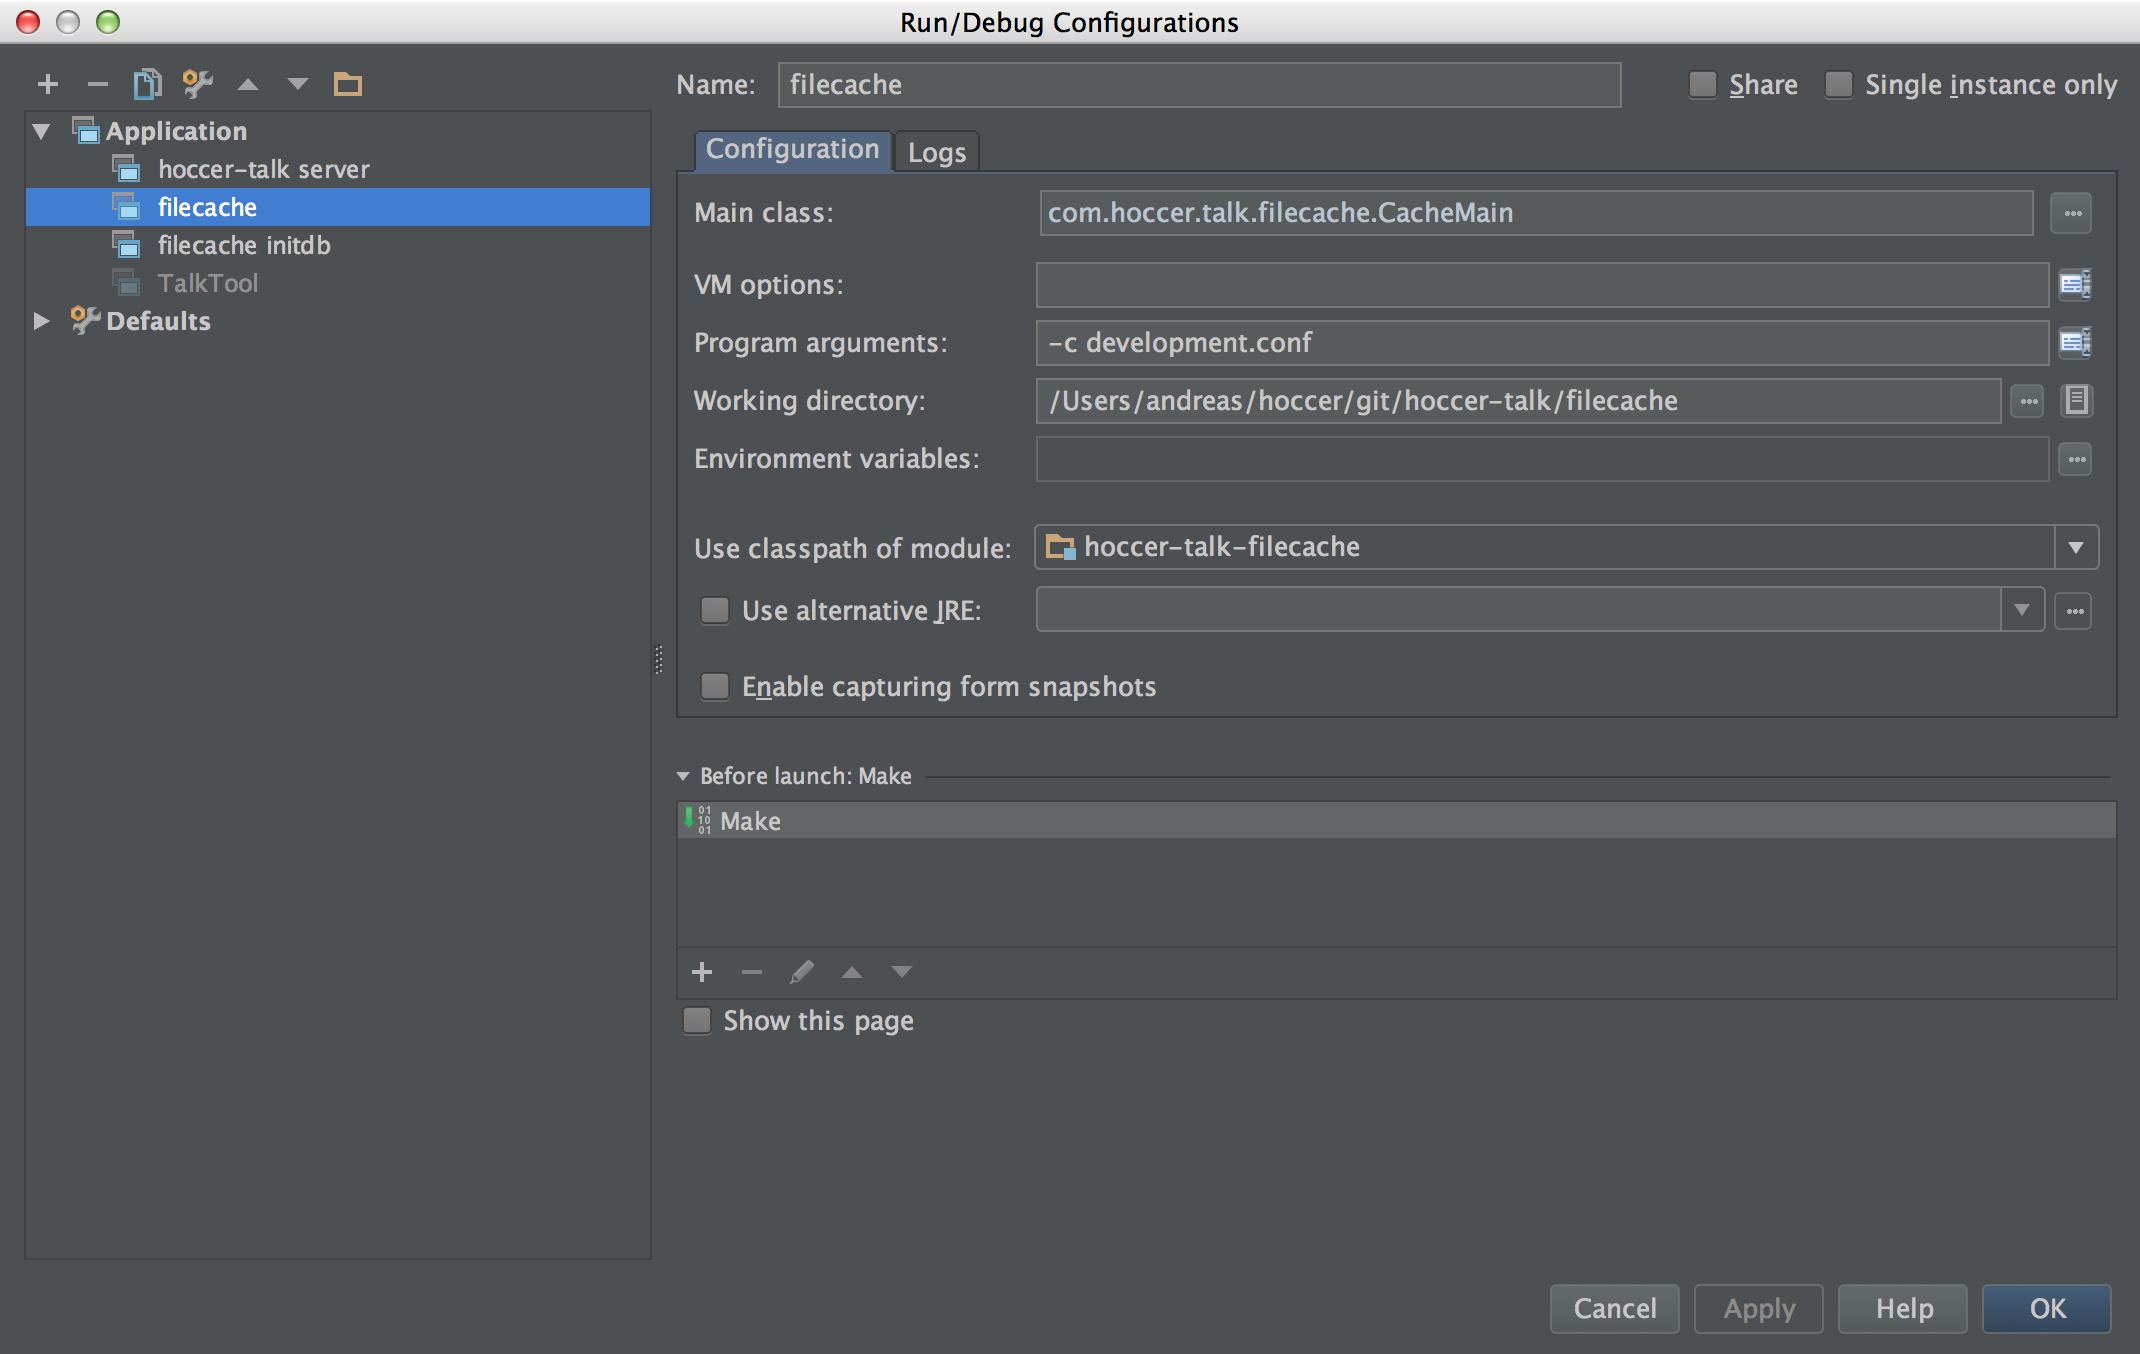 Run/Debug Configurations
Name: filecache Share Single instance only
Application
hoccer-talk server
filecache
filecache initdb
TalkTool
Defaults
Configuration Logs
Main class: com.hoccer.talk.filecache.CacheMain
VM options:
Program arguments: -c development.conf
Working directory: /Users/andreas/hoccer/git/hoccer-talk/filecache
Environment variables:
Use classpath of module: hoccer-talk-filecache
Use alternative JRE:
Enable capturing form snapshots
Before launch: Make
Make
Show this page
Cancel Apply Help OK